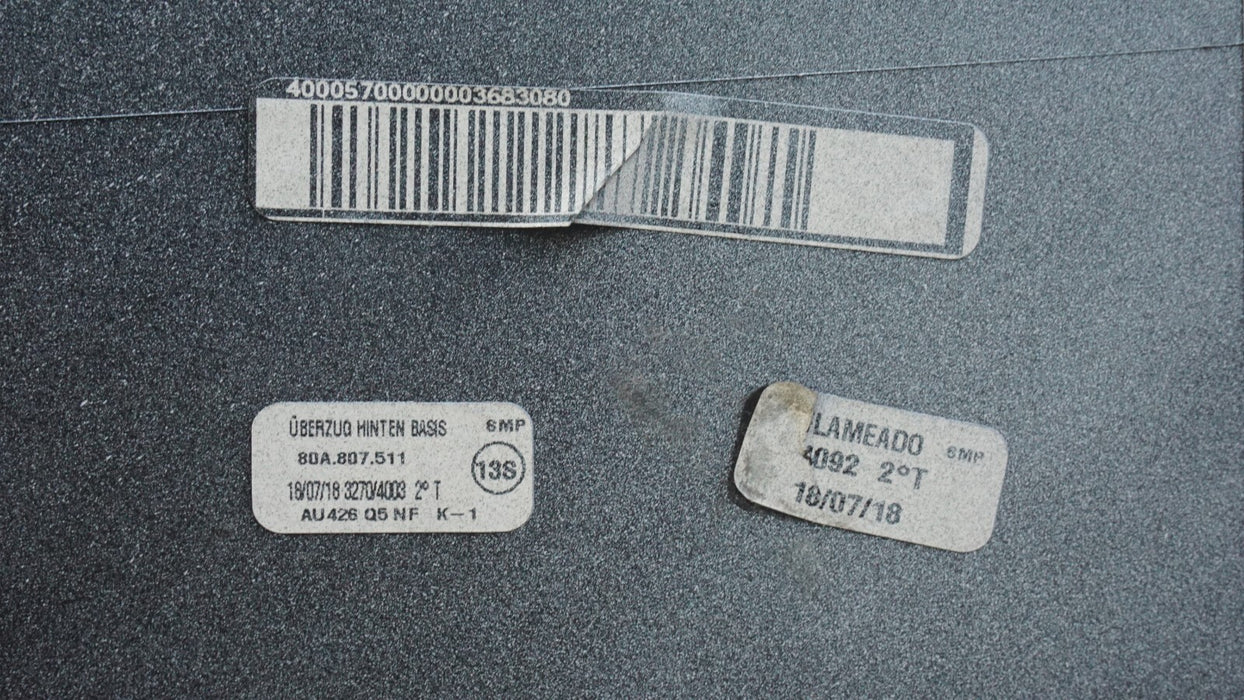 40005700000003683080
ÜBERZUG HINTEN BASIS SMP
80A.807.511
13S
18/07/18 3270/4003 2° T
AU426 Q5 NF K-1
LAMEADO SMP
4092 2°T
18/07/18